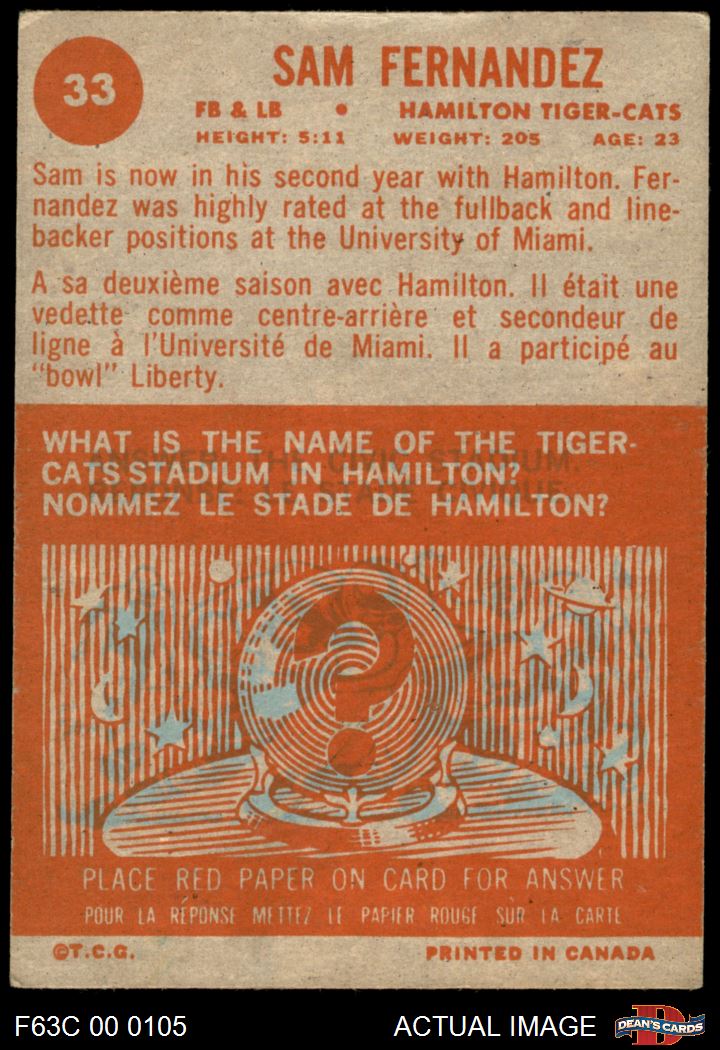 33
SAM FERNANDEZ
FB & LB • HAMILTON TIGER-CATS
HEIGHT: 5:11 WEIGHT: 205 AGE: 23
Sam is now in his second year with Hamilton. Fer-
nandez was highly rated at the fullback and line-
backer positions at the University of Miami.
A sa deuxième saison avec Hamilton. Il était une
vedette comme centre-arrière et secondeur de
ligne à l'Université de Miami. Il a participé au
"bowl" Liberty.
WHAT IS THE NAME OF THE TIGER-
CATS STADIUM IN HAMILTON?
NOMMEZ LE STADE DE HAMILTON?
ANSWER: THE CIVIC STADIUM.
?
PLACE RED PAPER ON CARD FOR ANSWER
POUR LA RÉPONSE METTEZ LE PAPIER ROUGE SUR LA CARTE
©T.C.G. PRINTED IN CANADA
F63C 00 0105 ACTUAL IMAGE DEAN'S CARDS